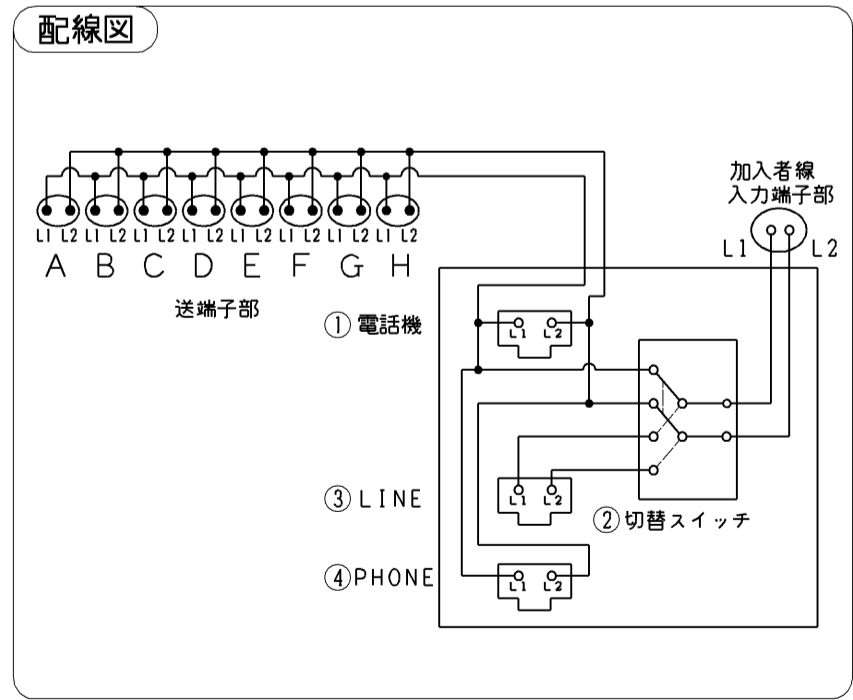 配線図
L1 L2 L1 L2 L1 L2 L1 L2 L1 L2 L1 L2 L1 L2 L1 L2
A B C D E F G H
送端子部
加入者線
入力端子部
L1 L2
① 電話機
L1 L2
③ LINE
L1 L2
② 切替スイッチ
④ PHONE
L1 L2